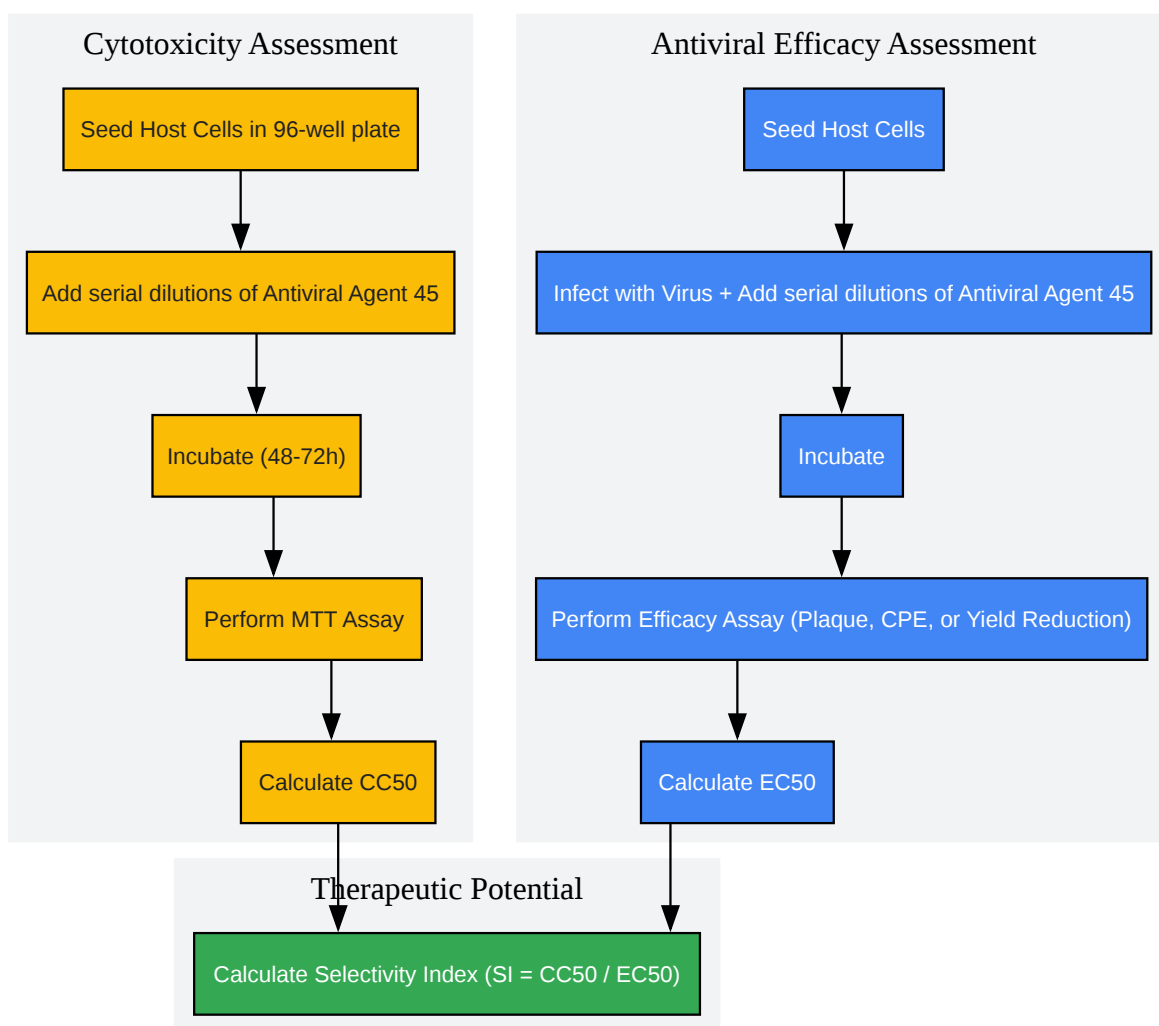 Cytotoxicity Assessment
Seed Host Cells in 96-well plate
Add serial dilutions of Antiviral Agent 45
Incubate (48-72h)
Perform MTT Assay
Calculate CC50
Antiviral Efficacy Assessment
Seed Host Cells
Infect with Virus + Add serial dilutions of Antiviral Agent 45
Incubate
Perform Efficacy Assay (Plaque, CPE, or Yield Reduction)
Calculate EC50
Therapeutic Potential
Calculate Selectivity Index (SI = CC50 / EC50)